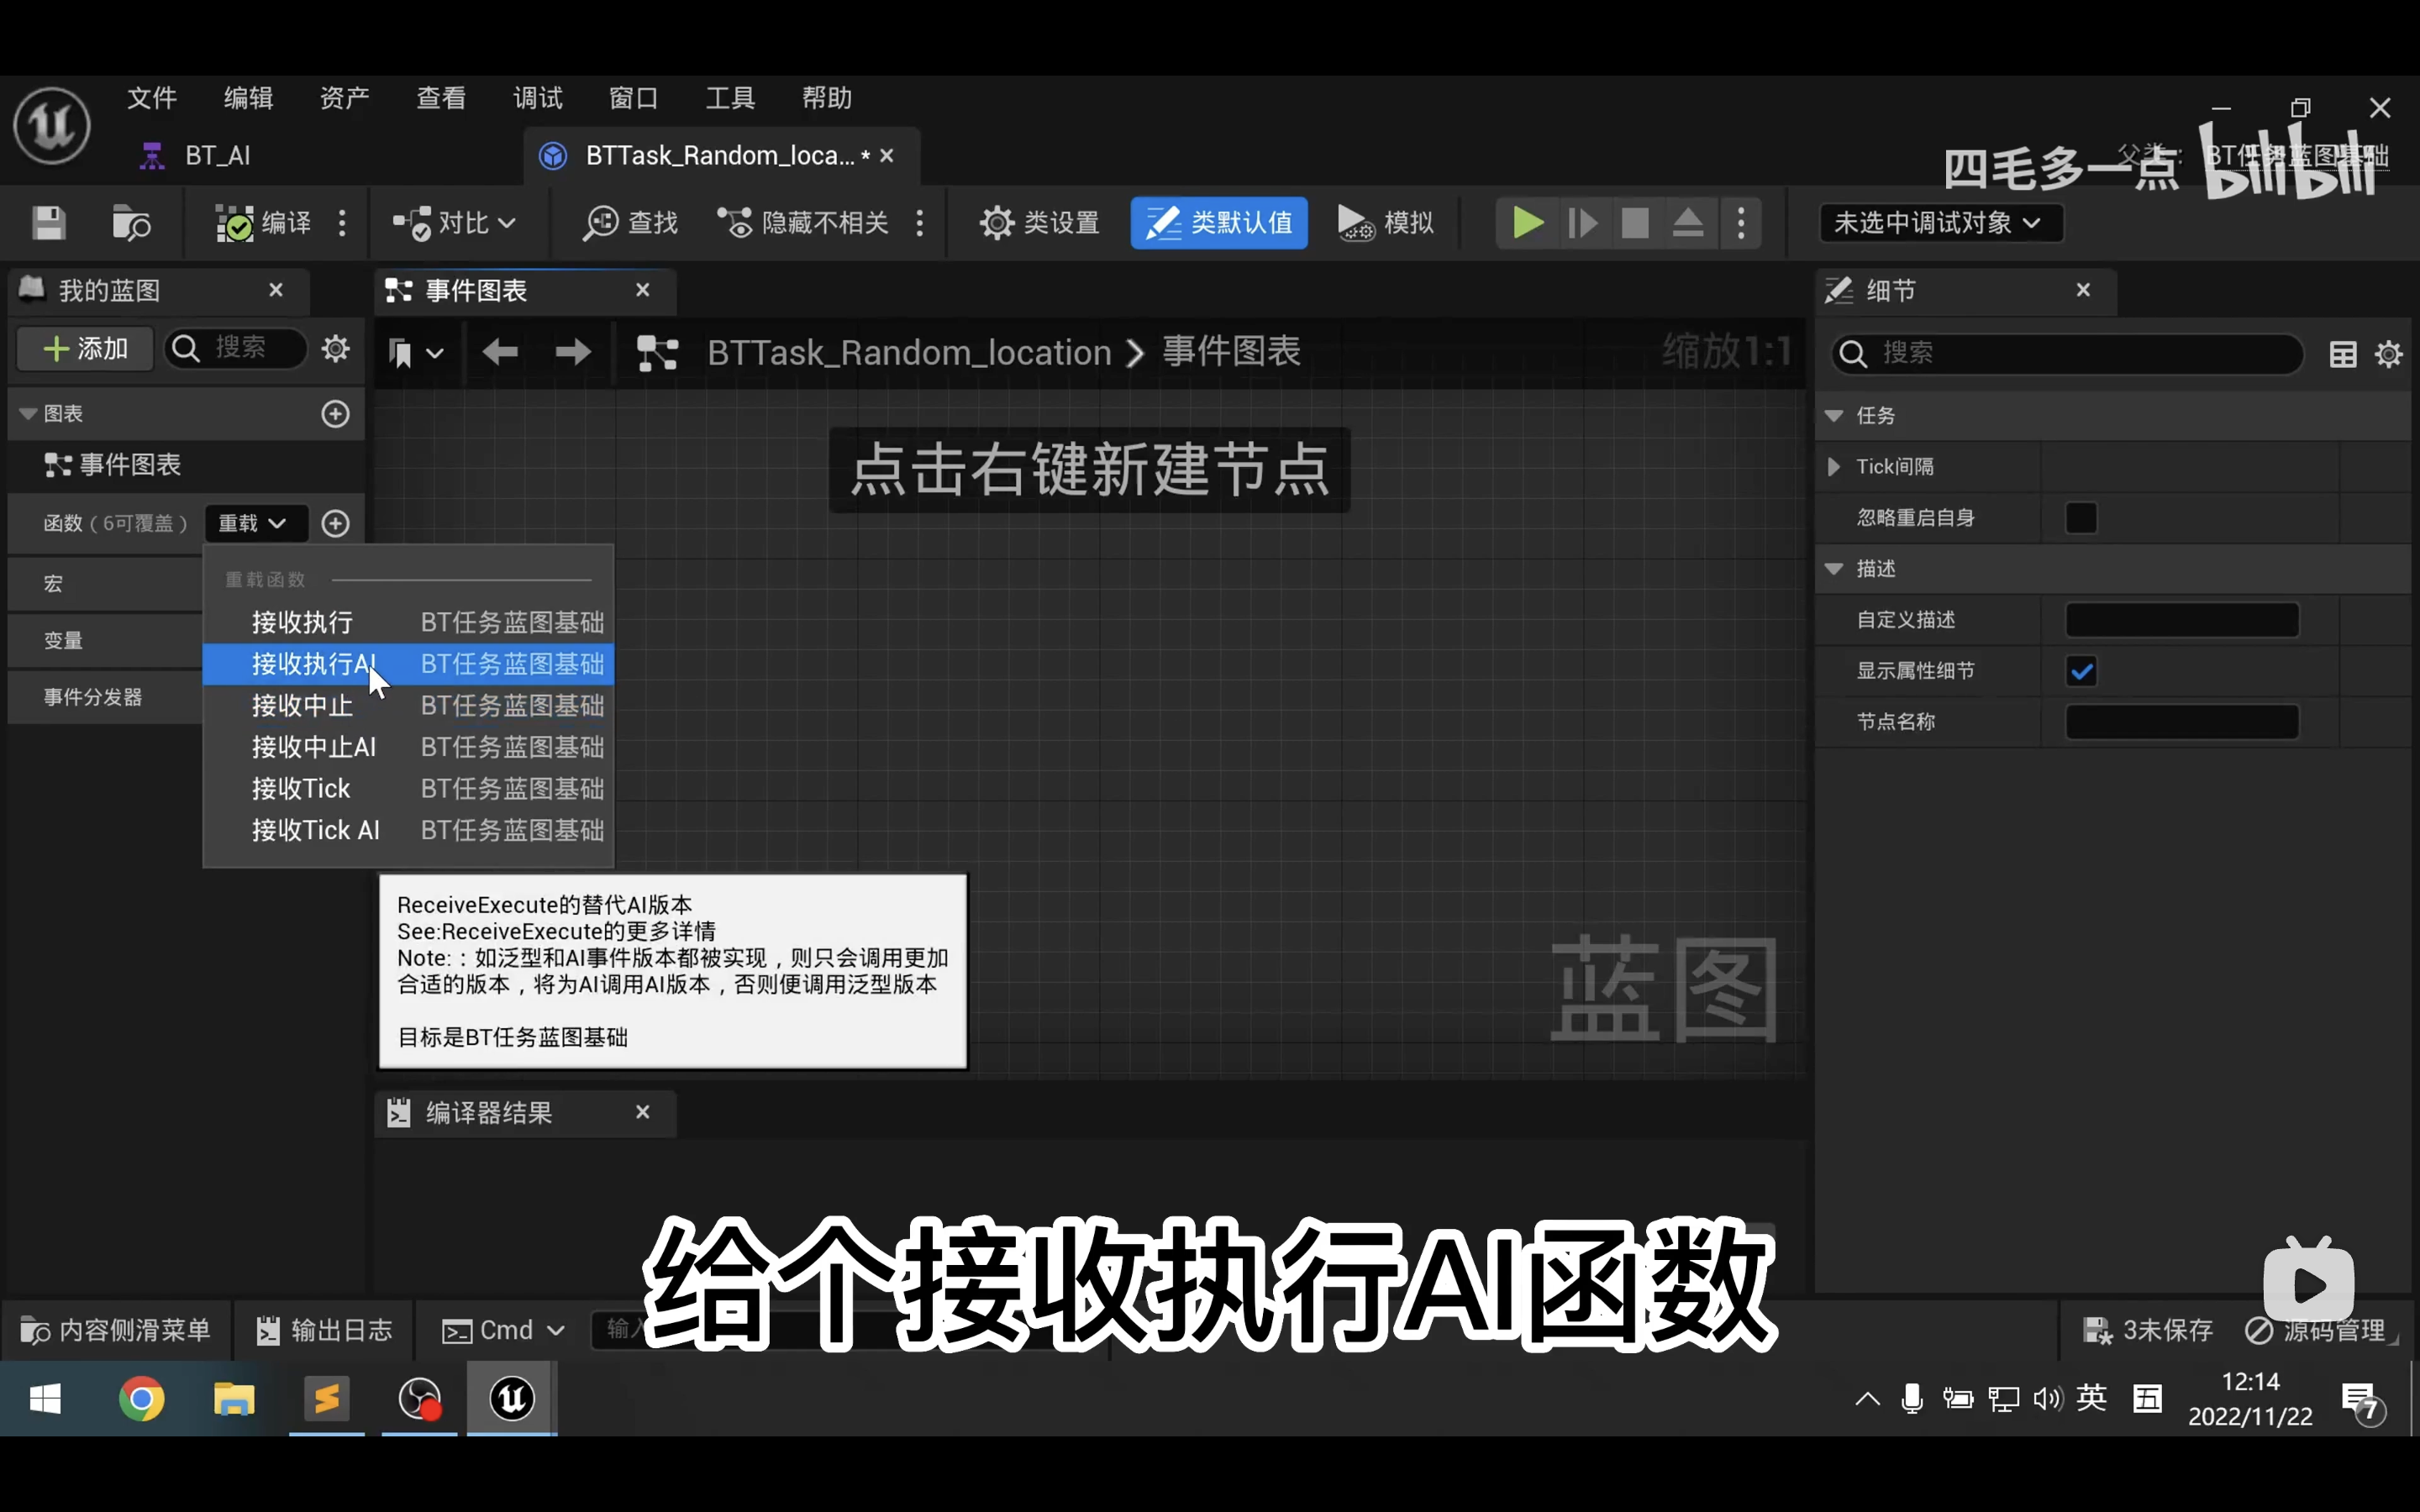 文件 编辑 资产 查看 调试 窗口 工具 帮助
BT_AI
BTTask_Random_loca... *
四毛多一点
bilibili
编译
对比
查找
隐藏不相关
类设置
类默认值
模拟
未选中调试对象
我的蓝图
事件图表
细节
添加
搜索
BTTask_Random_location
事件图表
缩放1:1
搜索
图表
事件图表
函数（6可覆盖）
重载
宏
变量
事件分发器
重载函数
接收执行 BT任务蓝图基础
接收执行AI BT任务蓝图基础
接收中止 BT任务蓝图基础
接收中止AI BT任务蓝图基础
接收Tick BT任务蓝图基础
接收Tick AI BT任务蓝图基础
点击右键新建节点
ReceiveExecute的替代AI版本
See:ReceiveExecute的更多详情
Note:：如泛型和AI事件版本都被实现，则只会调用更加
合适的版本，将为AI调用AI版本，否则便调用泛型版本
目标是BT任务蓝图基础
蓝图
任务
Tick间隔
忽略重启自身
描述
自定义描述
显示属性细节
节点名称
编译器结果
给个接收执行AI函数
内容侧滑菜单
输出日志
Cmd
3未保存
源码管理
英
五
12:14
2022/11/22
7